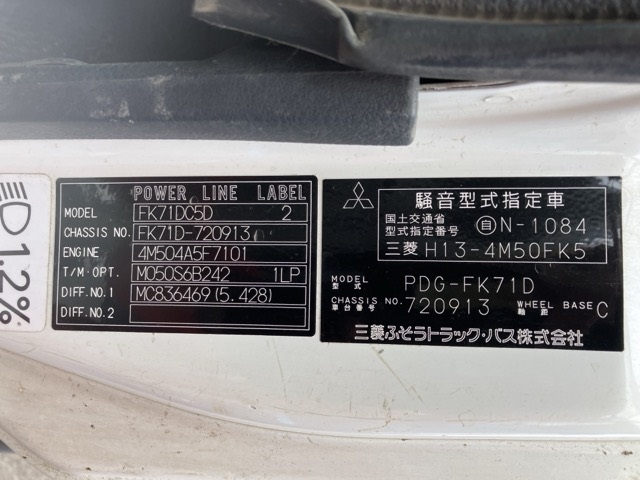 1.2%
POWER LINE LABEL
MODEL FK71DC5D 2
CHASSIS NO. FK71D-720913
ENGINE 4M504A5F7101
T/M・OPT. M050S6B242 1LP
DIFF.NO.1 MC836469 (5.428)
DIFF.NO.2
騒音型式指定車
国土交通省
型式指定番号 自N-1084
三菱 H13-4M50FK5
MODEL
型式 PDG-FK71D
CHASSIS NO.
車台番号 720913 WHEEL BASE
軸距 C
三菱ふそうトラック・バス株式会社